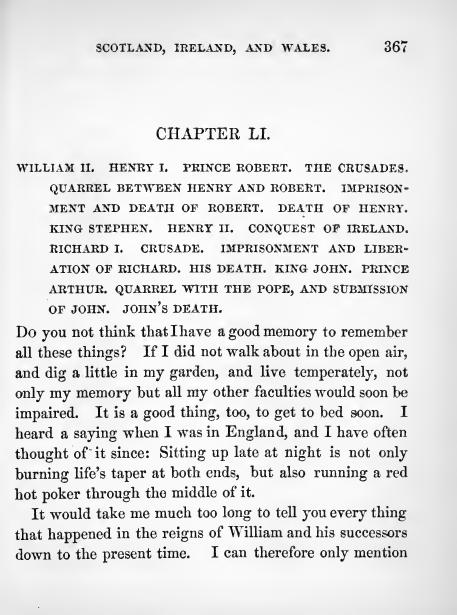 SCOTLAND, IRELAND, AND WALES. 367
CHAPTER LI.
WILLIAM II. HENRY I. PRINCE ROBERT. THE CRUSADES.
QUARREL BETWEEN HENRY AND ROBERT. IMPRISON-
MENT AND DEATH OF ROBERT. DEATH OF HENRY.
KING STEPHEN. HENRY II. CONQUEST OF IRELAND.
RICHARD I. CRUSADE. IMPRISONMENT AND LIBER-
ATION OF RICHARD. HIS DEATH. KING JOHN. PRINCE
ARTHUR. QUARREL WITH THE POPE, AND SUBMISSION
OF JOHN. JOHN'S DEATH.
Do you not think that I have a good memory to remember
all these things? If I did not walk about in the open air,
and dig a little in my garden, and live temperately, not
only my memory but all my other faculties would soon be
impaired. It is a good thing, too, to get to bed soon. I
heard a saying when I was in England, and I have often
thought of it since: Sitting up late at night is not only
burning life's taper at both ends, but also running a red
hot poker through the middle of it.
It would take me much too long to tell you every thing
that happened in the reigns of William and his successors
down to the present time. I can therefore only mention